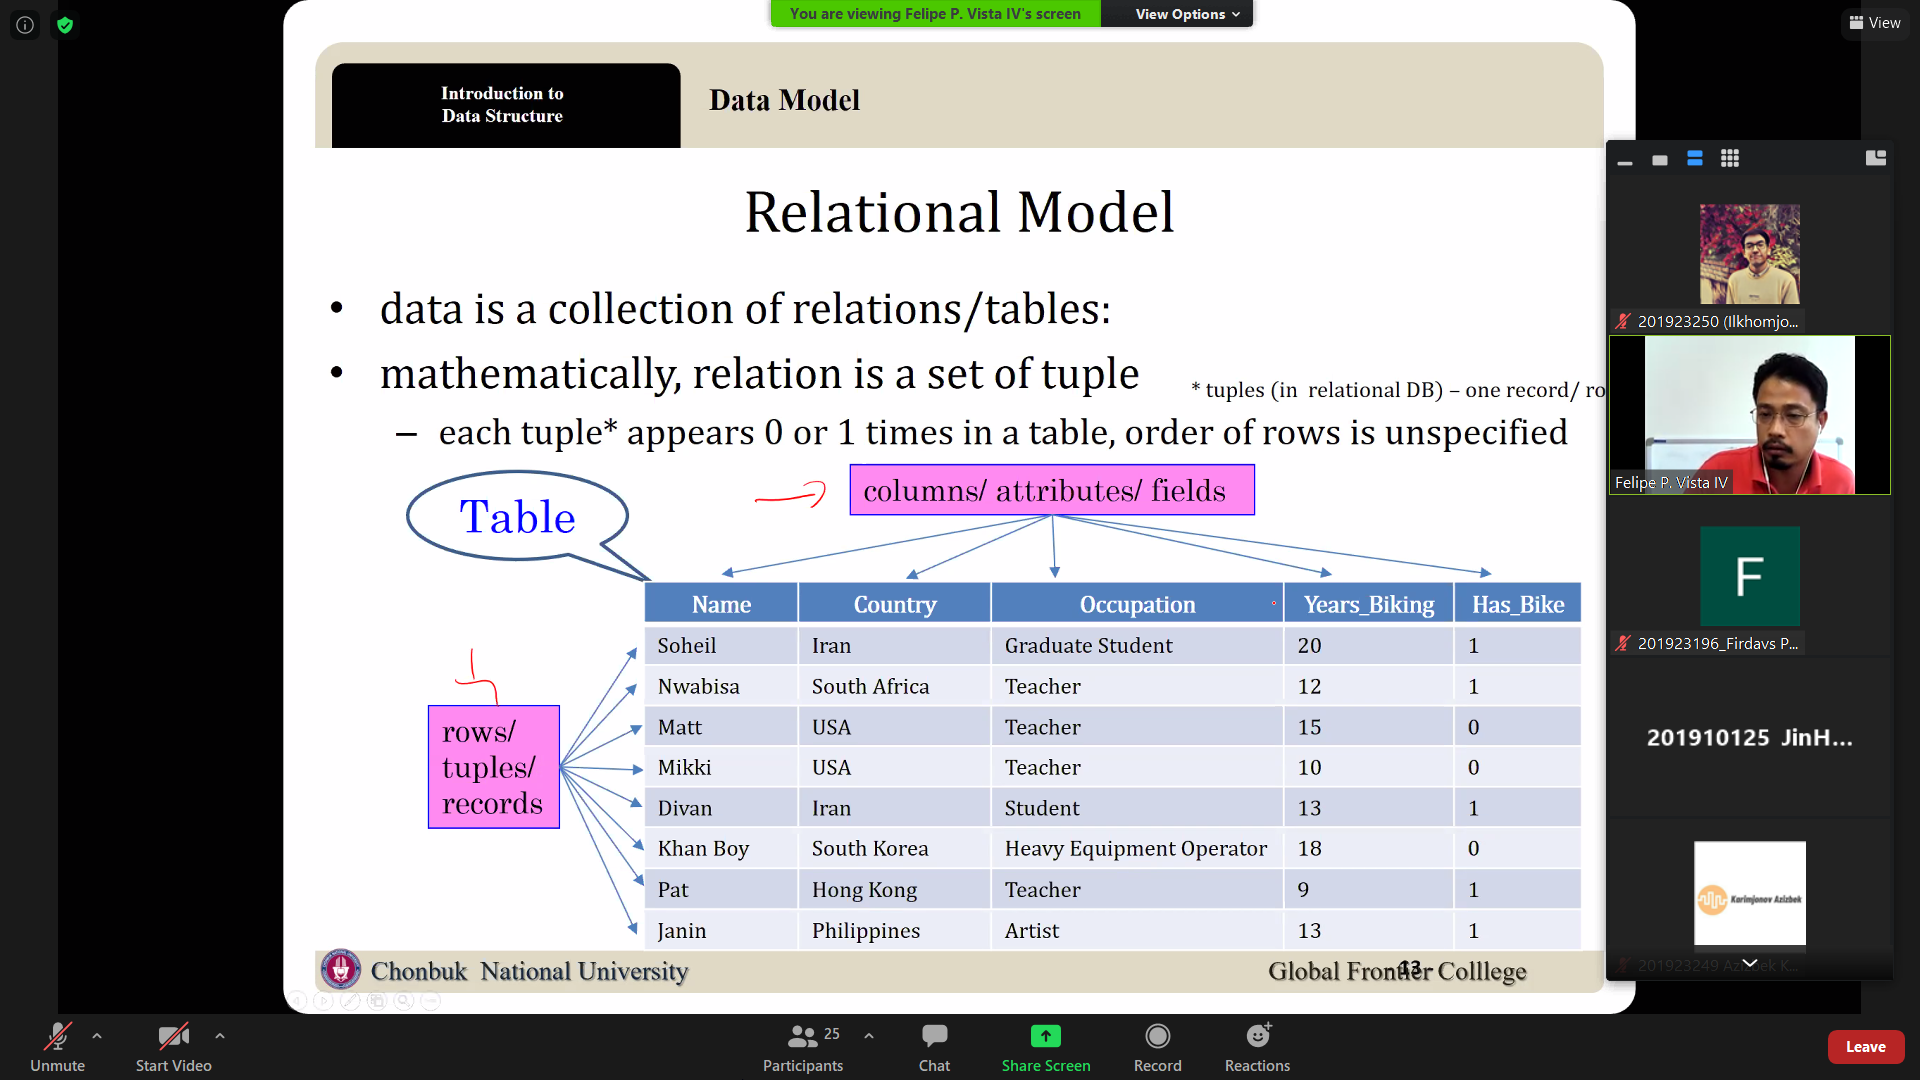 You are viewing Felipe P. Vista IV's screen
View Options
View
Introduction to
Data Structure
Data Model
Relational Model
• data is a collection of relations/tables:
• mathematically, relation is a set of tuple
* tuples (in relational DB) – one record/ ro
– each tuple* appears 0 or 1 times in a table, order of rows is unspecified
Table
columns/ attributes/ fields
rows/
tuples/
records
Name Country Occupation Years_Biking Has_Bike
Soheil Iran Graduate Student 20 1
Nwabisa South Africa Teacher 12 1
Matt USA Teacher 15 0
Mikki USA Teacher 10 0
Divan Iran Student 13 1
Khan Boy South Korea Heavy Equipment Operator 18 0
Pat Hong Kong Teacher 9 1
Janin Philippines Artist 13 1
Chonbuk National University
Global Frontier Colllege
13
201923250 (Ilkhomjo...
Felipe P. Vista IV
F
201923196_Firdavs P...
201910125 JinH...
Karimjonov Azizbek
201923249 Azizbek K...
Unmute
Start Video
25
Participants
Chat
Share Screen
Record
Reactions
Leave